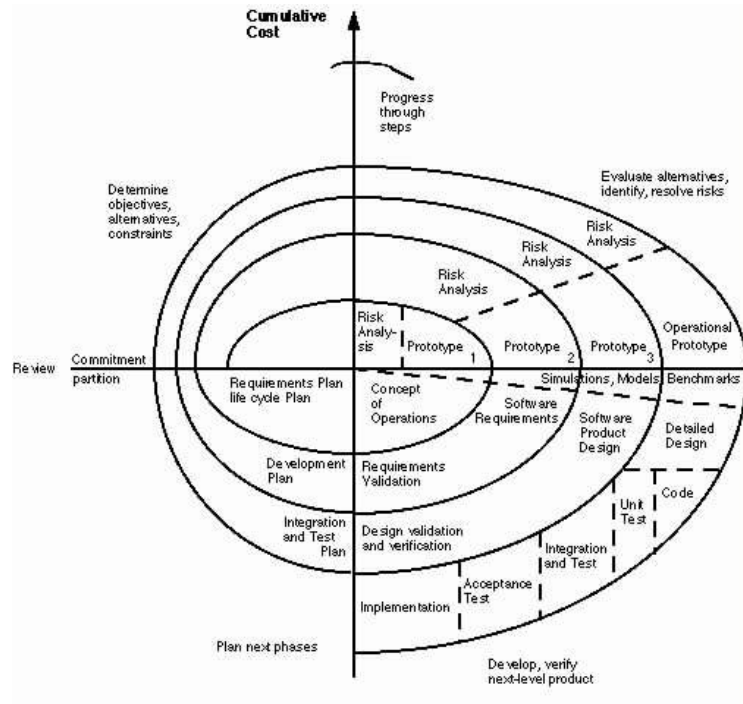 Cumulative
Cost
Progress
through
steps
Determine
objectives,
alternatives,
constraints
Evaluate alternatives,
identify, resolve risks
Risk
Analysis
Risk
Analysis
Risk
Analysis
Risk
Analy-
sis
Prototype 1
Prototype 2
Prototype 3
Operational
Prototype
Review
Commitment
partition
Simulations, Models, Benchmarks
Requirements Plan
life cycle Plan
Concept
of
Operations
Software
Requirements
Software
Product
Design
Detailed
Design
Development
Plan
Requirements
Validation
Integration
and Test
Plan
Design validation
and verification
Code
Unit
Test
Integration
and Test
Acceptance
Test
Implementation
Plan next phases
Develop, verify
next-level product